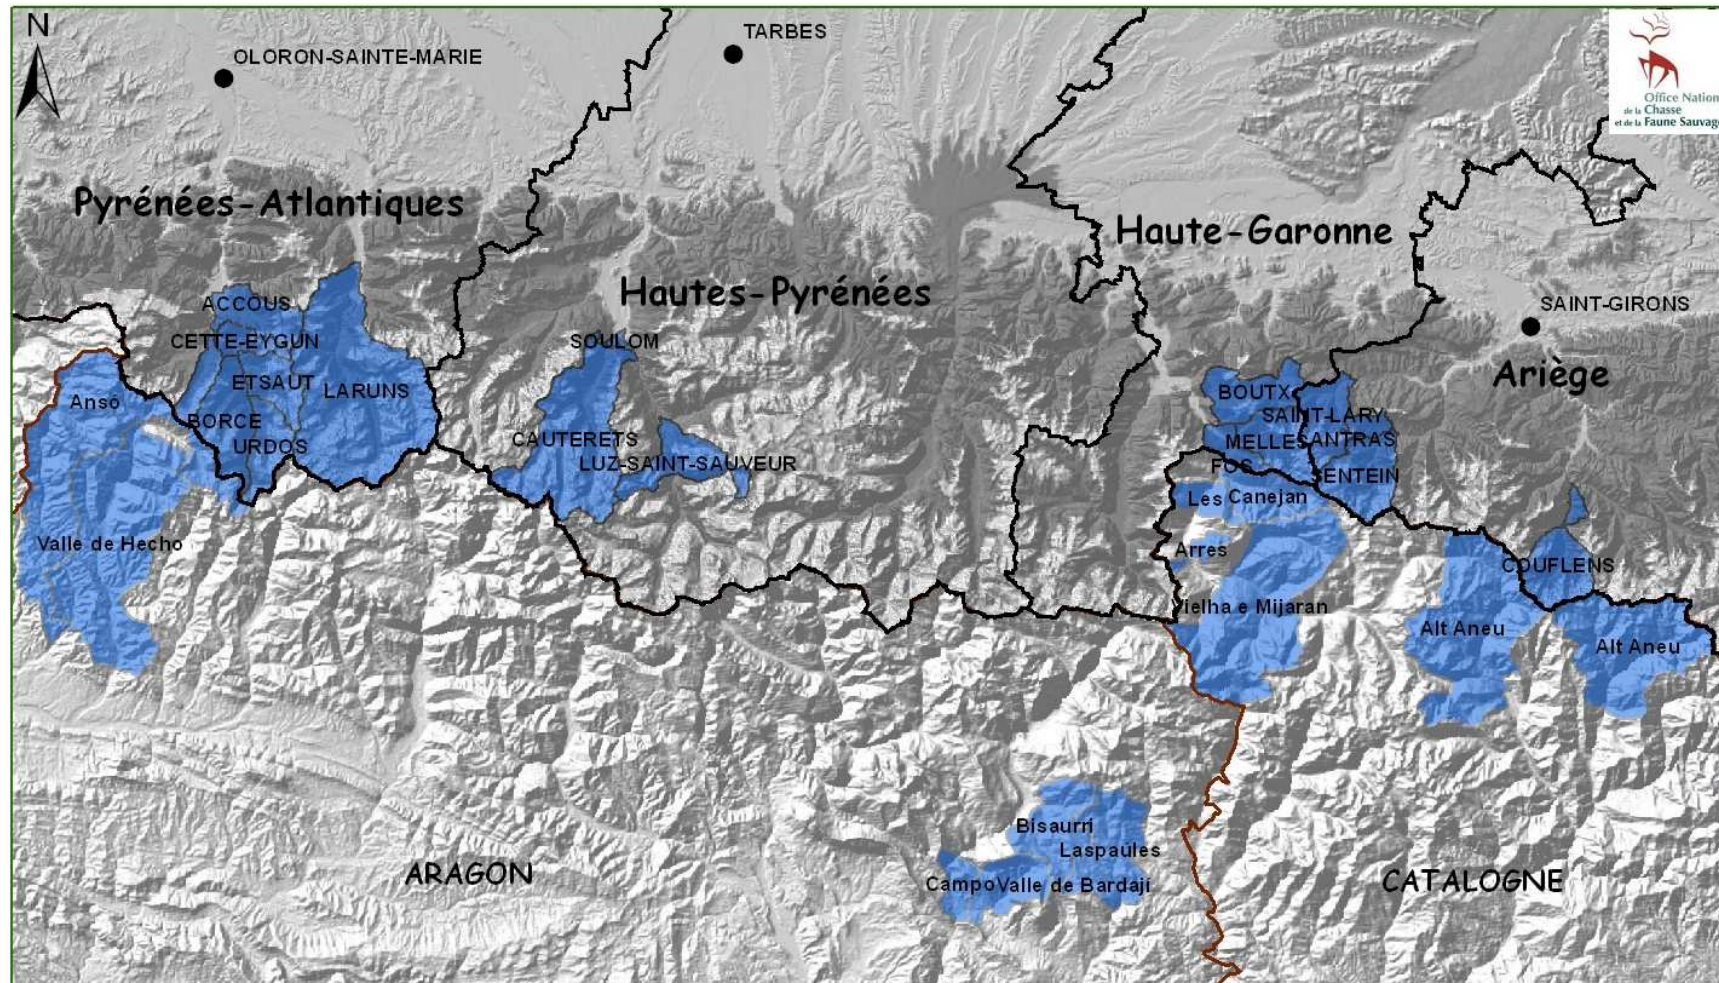 N
OLORON-SAINTE-MARIE
TARBES
Office Nation
de la Chasse
et de la Faune Sauvage
Pyrénées-Atlantiques
Haute-Garonne
Hautes-Pyrénées
ACCOUS
SAINT-GIRONS
CETTE-EYGUN
SOULOM
ETSAUT
LARUNS
Ariège
Ansó
BOUTX
SAINT-LARY
BORCE
URDOS
CAUTERETS
MELLES
ANTRAS
LUZ-SAINT-SAUVEUR
FOS
SENTEIN
Les
Canejan
Valle de Hecho
Arres
COUFLENS
Vielha e Mijaran
Alt Aneu
Alt Aneu
Bisaurri
Laspaúles
ARAGON
Campo
Valle de Bardají
CATALOGNE